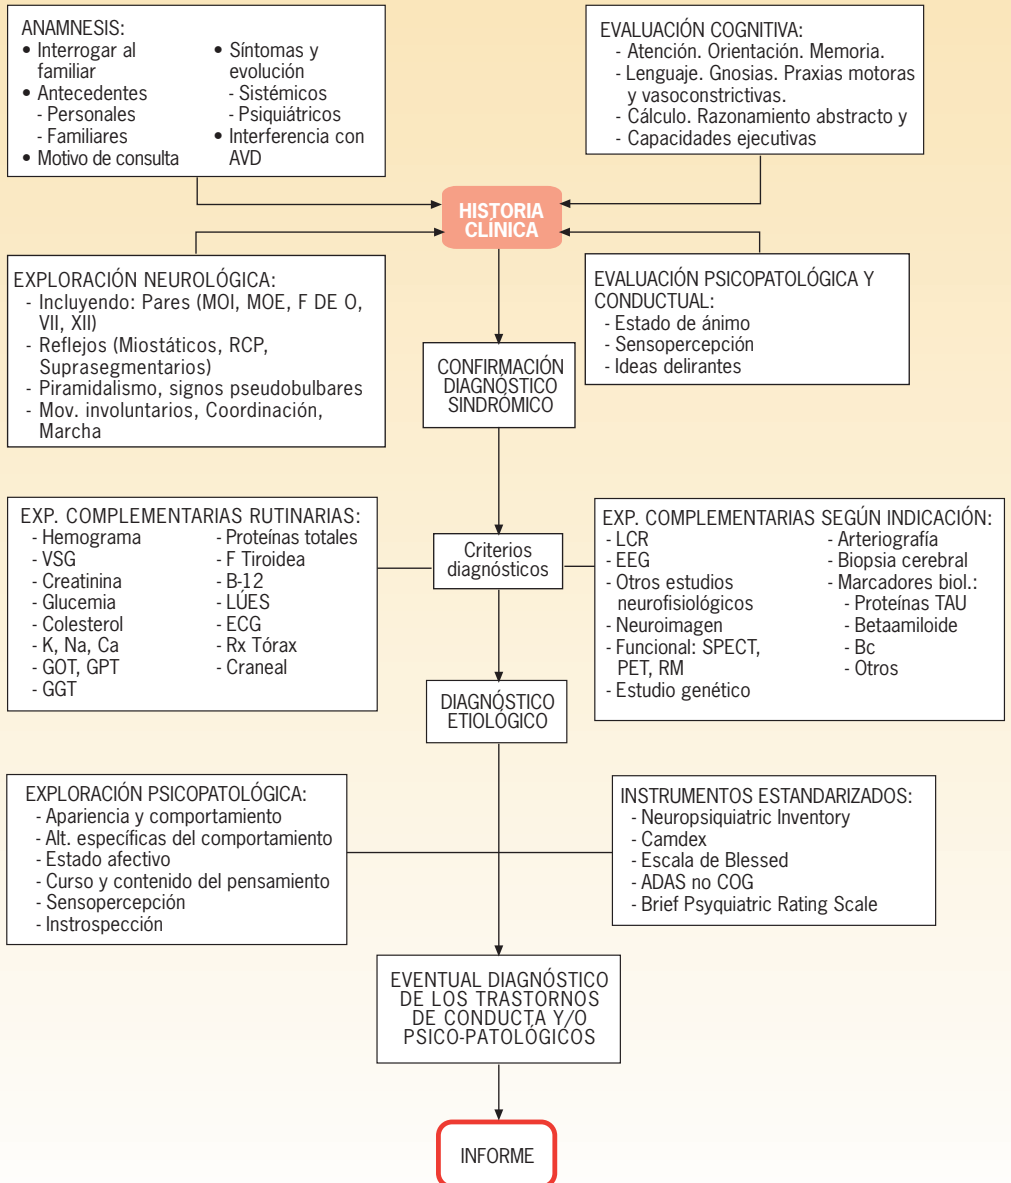 ANAMNESIS:
• Interrogar al
familiar
• Antecedentes
- Personales
- Familiares
• Motivo de consulta
• Síntomas y
evolución
- Sistémicos
- Psiquiátricos
• Interferencia con
AVD
EVALUACIÓN COGNITIVA:
- Atención. Orientación. Memoria.
- Lenguaje. Gnosias. Praxias motoras
y vasoconstrictivas.
- Cálculo. Razonamiento abstracto y
- Capacidades ejecutivas
HISTORIA
CLÍNICA
EXPLORACIÓN NEUROLÓGICA:
- Incluyendo: Pares (MOI, MOE, F DE O,
VII, XII)
- Reflejos (Miostáticos, RCP,
Suprasegmentarios)
- Piramidalismo, signos pseudobulbares
- Mov. involuntarios, Coordinación,
Marcha
EVALUACIÓN PSICOPATOLÓGICA Y
CONDUCTUAL:
- Estado de ánimo
- Sensopercepción
- Ideas delirantes
CONFIRMACIÓN
DIAGNÓSTICO
SINDRÓMICO
EXP. COMPLEMENTARIAS RUTINARIAS:
- Hemograma
- VSG
- Creatinina
- Glucemia
- Colesterol
- K, Na, Ca
- GOT, GPT
- GGT
- Proteínas totales
- F Tiroidea
- B-12
- LÚES
- ECG
- Rx Tórax
- Craneal
Criterios
diagnósticos
EXP. COMPLEMENTARIAS SEGÚN INDICACIÓN:
- LCR
- EEG
- Otros estudios
neurofisiológicos
- Neuroimagen
- Funcional: SPECT,
PET, RM
- Estudio genético
- Arteriografía
- Biopsia cerebral
- Marcadores biol.:
- Proteínas TAU
- Betaamiloide
- Bc
- Otros
DIAGNÓSTICO
ETIOLÓGICO
EXPLORACIÓN PSICOPATOLÓGICA:
- Apariencia y comportamiento
- Alt. específicas del comportamiento
- Estado afectivo
- Curso y contenido del pensamiento
- Sensopercepción
- Instrospección
INSTRUMENTOS ESTANDARIZADOS:
- Neuropsiquiatric Inventory
- Camdex
- Escala de Blessed
- ADAS no COG
- Brief Psyquiatric Rating Scale
EVENTUAL DIAGNÓSTICO
DE LOS TRASTORNOS
DE CONDUCTA Y/O
PSICO-PATOLÓGICOS
INFORME